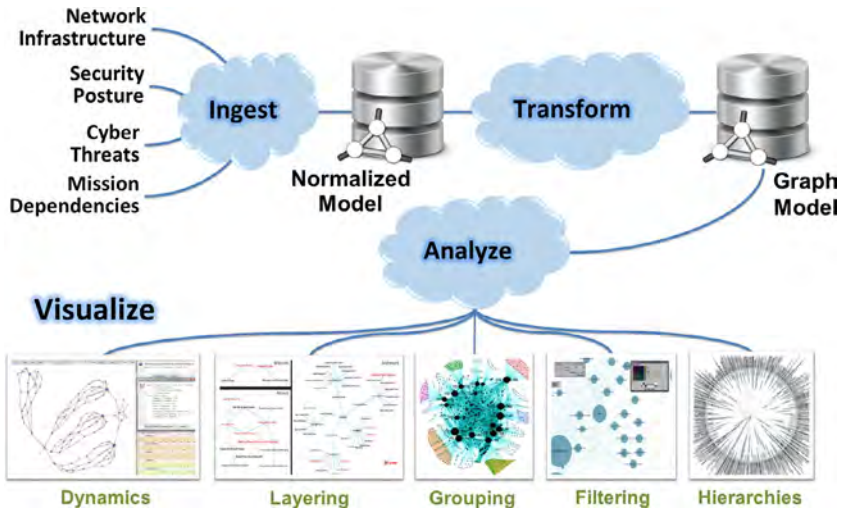 Network
Infrastructure
Security
Posture
Cyber
Threats
Mission
Dependencies
Ingest
Normalized
Model
Transform
Graph
Model
Analyze
Visualize
Dynamics
Layering
Grouping
Filtering
Hierarchies